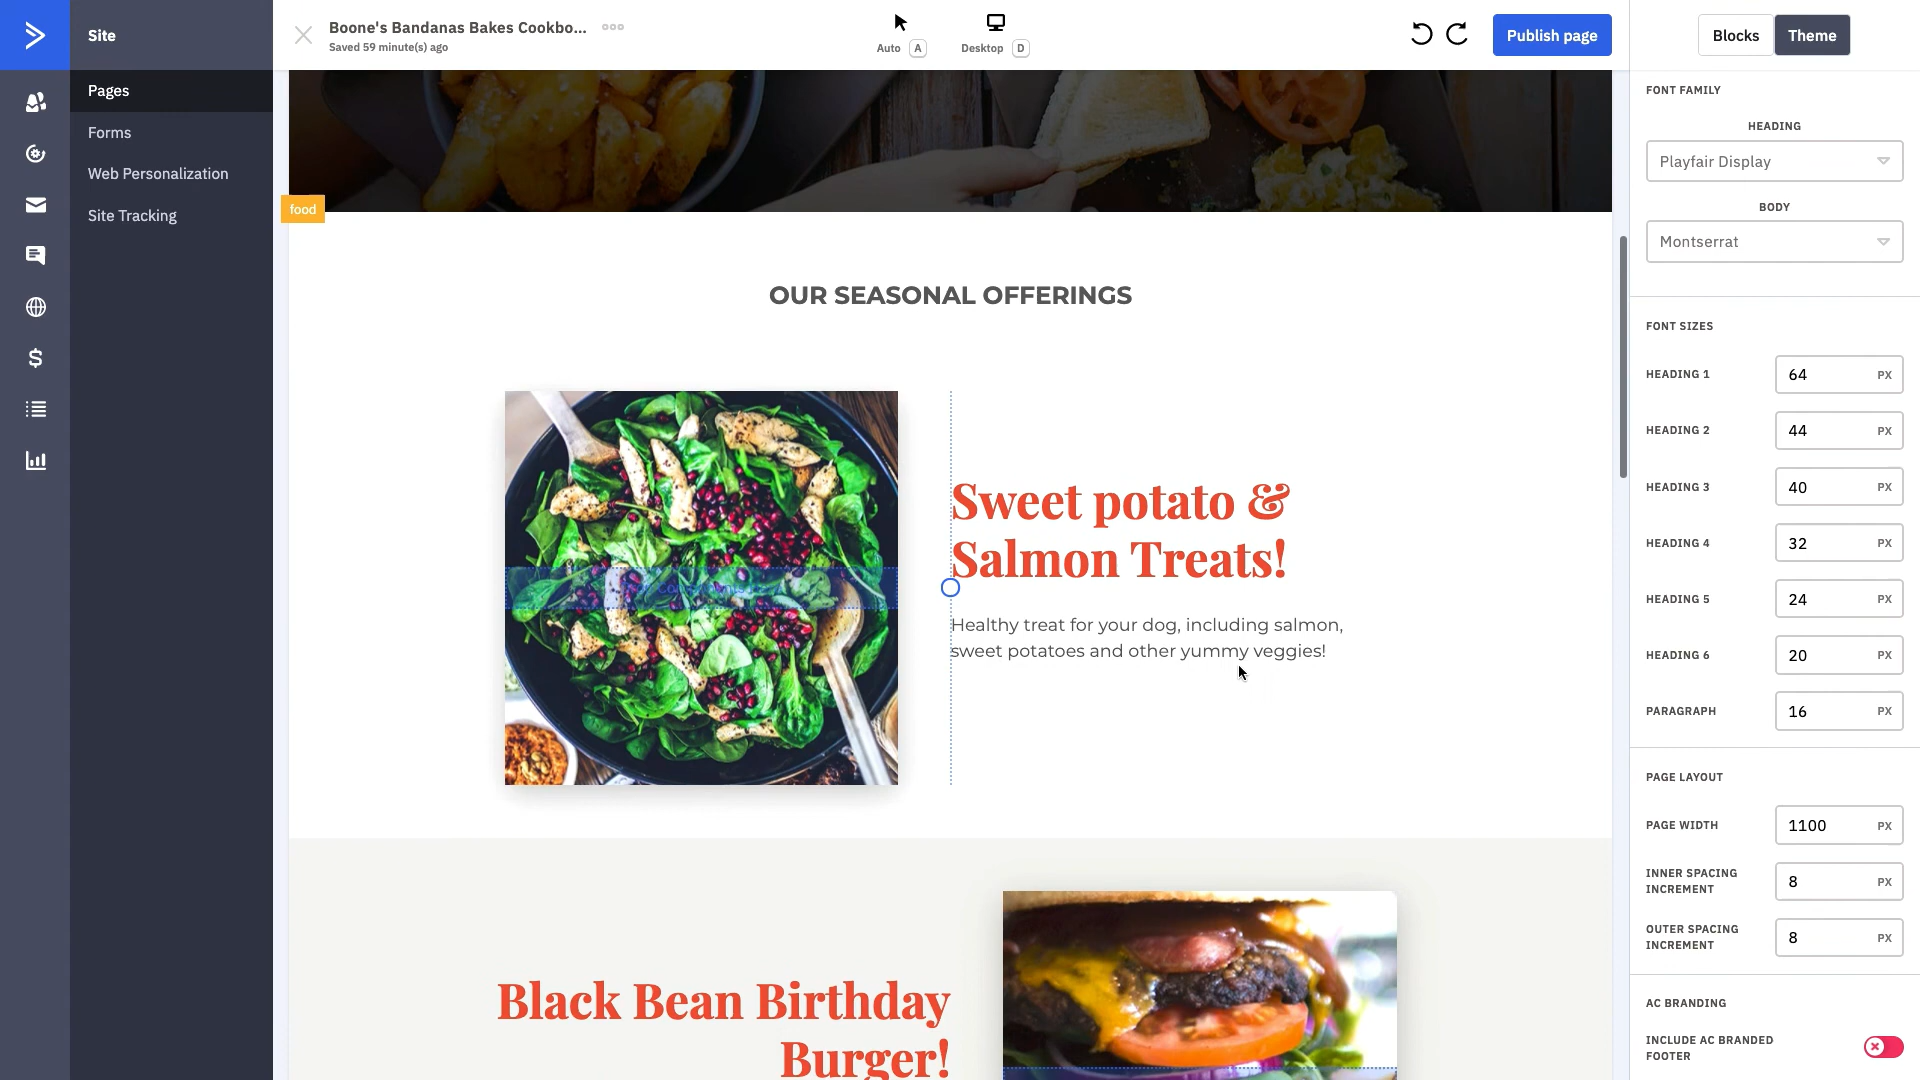 Site
Pages
Forms
Web Personalization
Site Tracking
Boone's Bandanas Bakes Cookbo...
Saved 59 minute(s) ago
Auto A
Desktop D
Publish page
Blocks
Theme
food
OUR SEASONAL OFFERINGS
Sweet potato &
Salmon Treats!
Healthy treat for your dog, including salmon,
sweet potatoes and other yummy veggies!
Black Bean Birthday
Burger!
FONT FAMILY
HEADING
Playfair Display
BODY
Montserrat
FONT SIZES
HEADING 1 64 PX
HEADING 2 44 PX
HEADING 3 40 PX
HEADING 4 32 PX
HEADING 5 24 PX
HEADING 6 20 PX
PARAGRAPH 16 PX
PAGE LAYOUT
PAGE WIDTH 1100 PX
INNER SPACING
INCREMENT 8 PX
OUTER SPACING
INCREMENT 8 PX
AC BRANDING
INCLUDE AC BRANDED
FOOTER